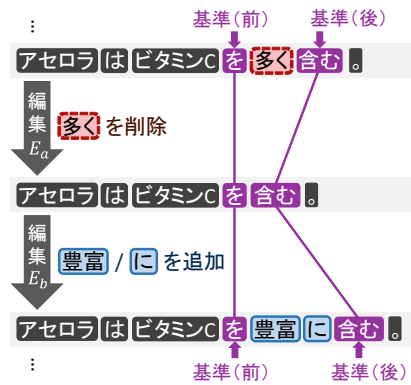 ⋮
基準（前） 基準（後）
アセロラ は ビタミンC を 多く 含む 。
編集 Eₐ
多く を削除
アセロラ は ビタミンC を 含む 。
編集 E_b
豊富 / に を追加
アセロラ は ビタミンC を 豊富 に 含む 。
⋮
基準（前） 基準（後）